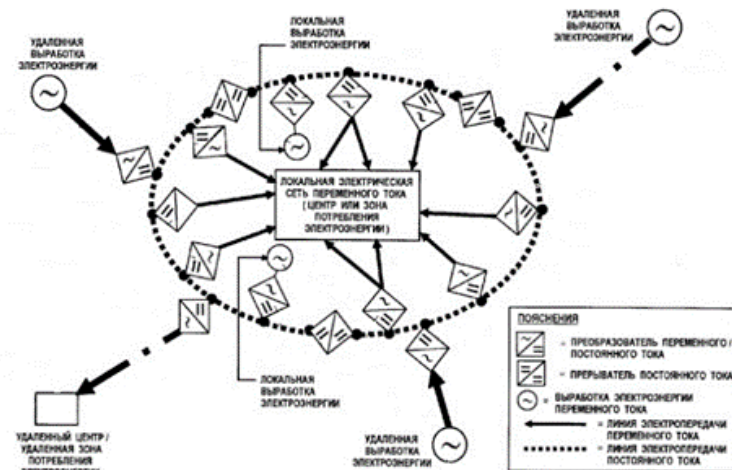 УДАЛЕННАЯ
ВЫРАБОТКА
ЭЛЕКТРОЭНЕРГИИ
ЛОКАЛЬНАЯ
ВЫРАБОТКА
ЭЛЕКТРОЭНЕРГИИ
УДАЛЕННАЯ
ВЫРАБОТКА
ЭЛЕКТРОЭНЕРГИИ
ЛОКАЛЬНАЯ ЭЛЕКТРИЧЕСКАЯ
СЕТЬ ПЕРЕМЕННОГО ТОКА
(ЦЕНТР ИЛИ ЗОНА
ПОТРЕБЛЕНИЯ
ЭЛЕКТРОЭНЕРГИИ)
ЛОКАЛЬНАЯ
ВЫРАБОТКА
ЭЛЕКТРОЭНЕРГИИ
УДАЛЕННЫЙ ЦЕНТР /
УДАЛЕННАЯ ЗОНА
ПОТРЕБЛЕНИЯ
УДАЛЕННАЯ
ВЫРАБОТКА
ЭЛЕКТРОЭНЕРГИИ
ПОЯСНЕНИЯ
= ПРЕОБРАЗОВАТЕЛЬ ПЕРЕМЕННОГО /
ПОСТОЯННОГО ТОКА
= ПРЕРЫВАТЕЛЬ ПОСТОЯННОГО ТОКА
= ВЫРАБОТКА ЭЛЕКТРОЭНЕРГИИ
ПЕРЕМЕННОГО ТОКА
= ЛИНИЯ ЭЛЕКТРОПЕРЕДАЧИ
ПЕРЕМЕННОГО ТОКА
= ЛИНИЯ ЭЛЕКТРОПЕРЕДАЧИ
ПОСТОЯННОГО ТОКА